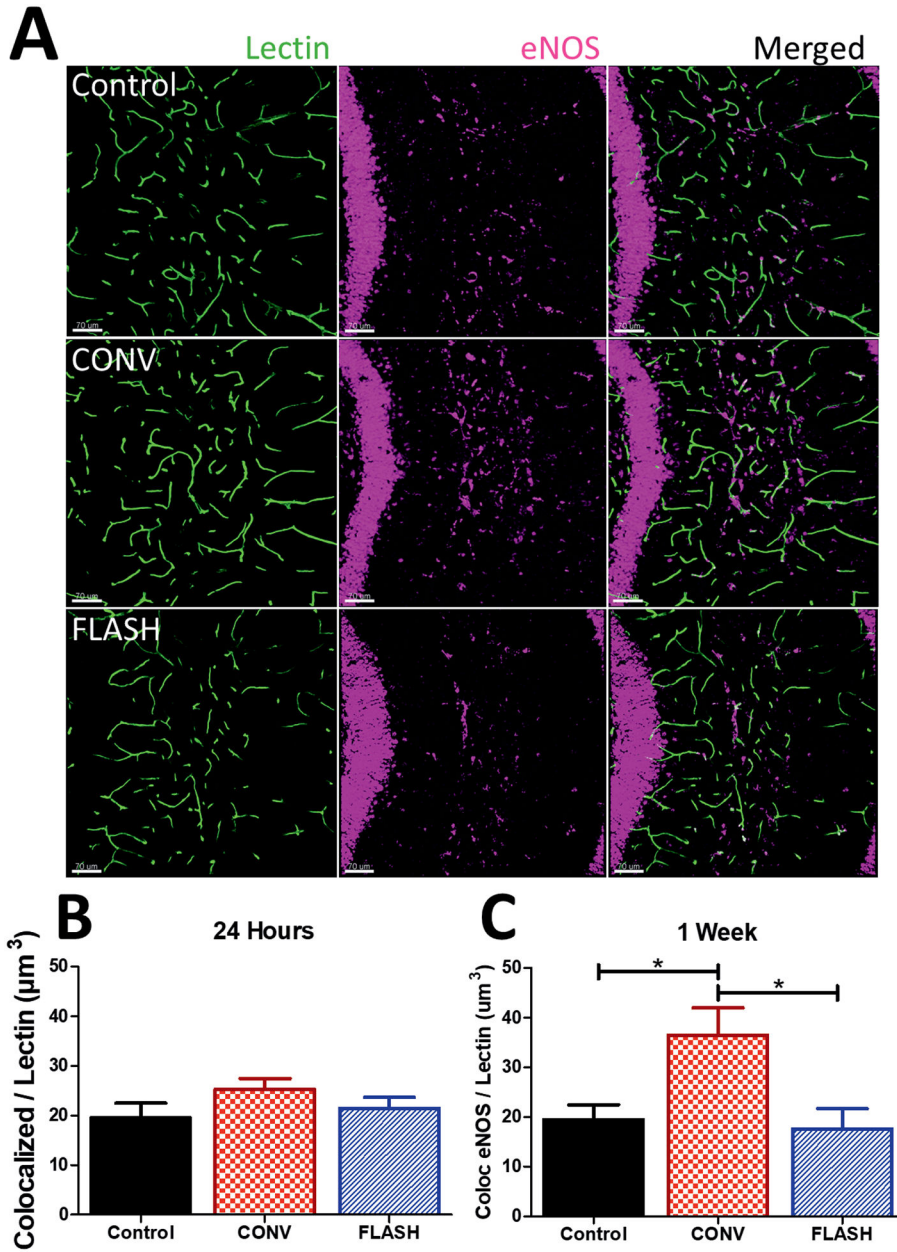 A
Lectin eNOS Merged
Control
70 um 70 um 70 um
CONV
70 um 70 um 70 um
FLASH
70 um 70 um 70 um
B
24 Hours
Colocalized / Lectin (µm³)
50
40
30
20
10
0
Control CONV FLASH
C
1 Week
Coloc eNOS / Lectin (um³)
50
40
30
20
10
0
* *
Control CONV FLASH